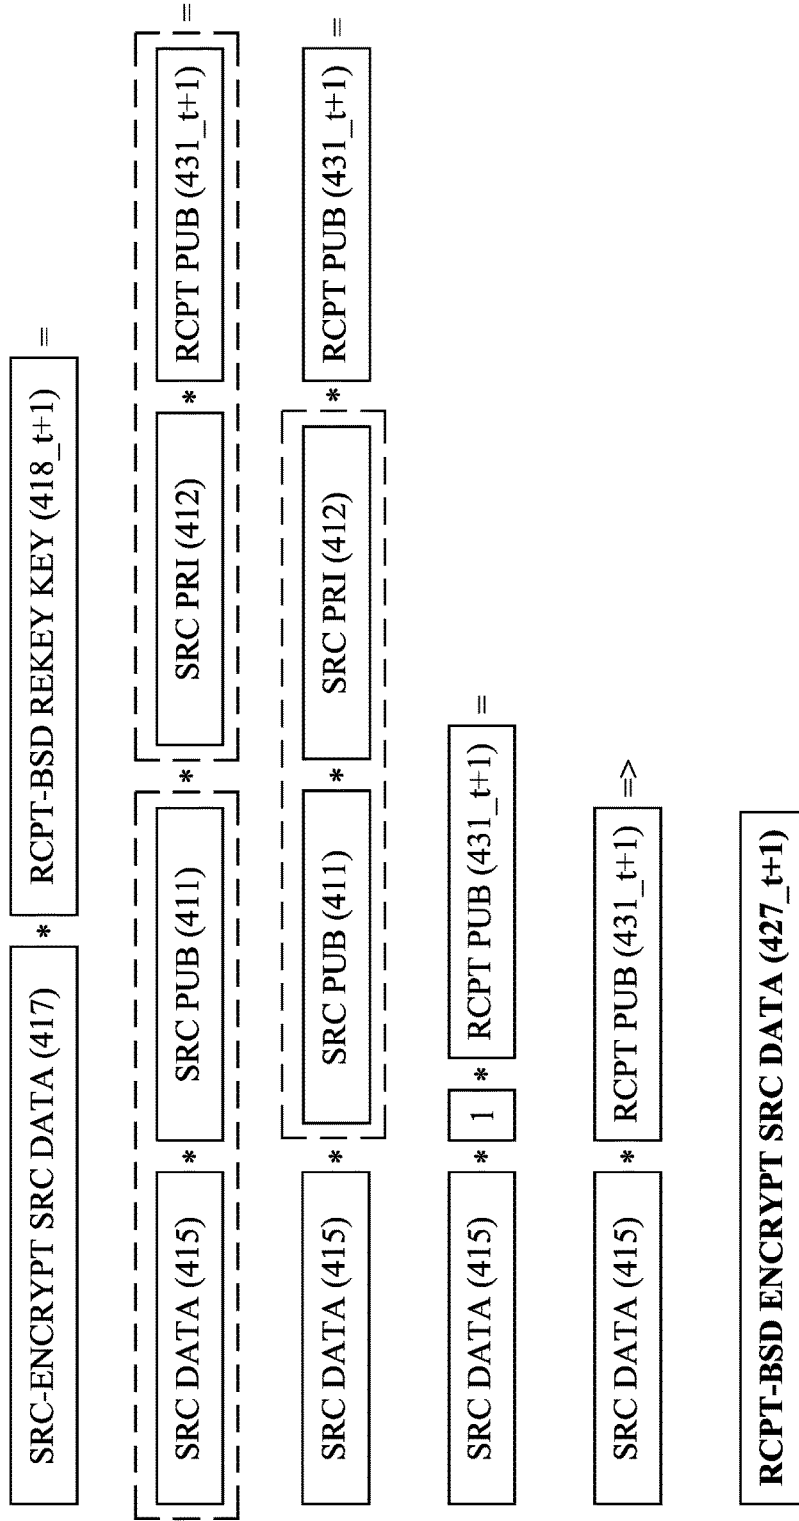 SRC-ENCRYPT SRC DATA (417) * RCPT-BSD REKEY KEY (418_t+1) =
SRC DATA (415) * SRC PUB (411) * SRC PRI (412) * RCPT PUB (431_t+1) =
SRC DATA (415) * SRC PUB (411) * SRC PRI (412) * RCPT PUB (431_t+1) =
SRC DATA (415) * 1 * RCPT PUB (431_t+1) =
SRC DATA (415) * RCPT PUB (431_t+1) =>
RCPT-BSD ENCRYPT SRC DATA (427_t+1)